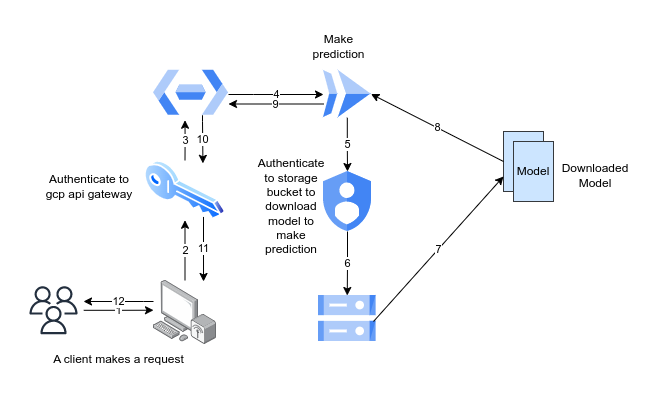 Make
prediction
4
9
3
10
5
8
Authenticate to
gcp api gateway
Authenticate
to storage
bucket to
download
model to
make
prediction
Model
Downloaded
Model
2
11
6
7
12
1
A client makes a request